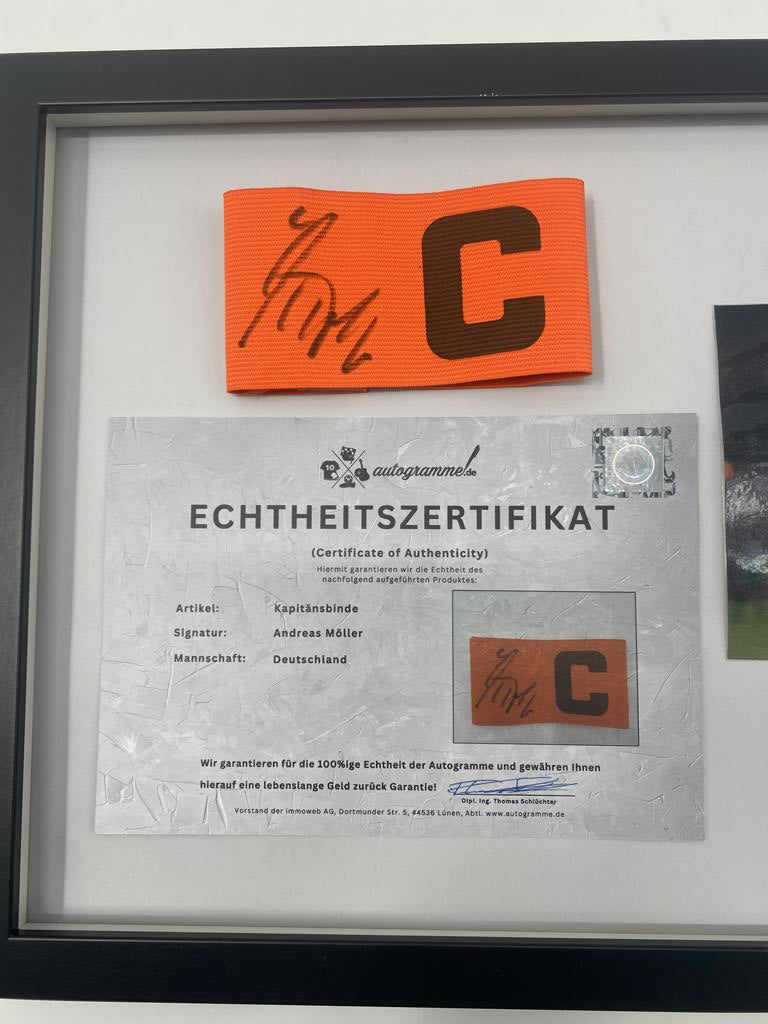 C
10
autogramme.de
ECHTHEITSZERTIFIKAT
(Certificate of Authenticity)
Hiermit garantieren wir die Echtheit des
nachfolgend aufgeführten Produktes:
Artikel: Kapitänsbinde
Signatur: Andreas Möller
Mannschaft: Deutschland
C
Wir garantieren für die 100%ige Echtheit der Autogramme und gewähren Ihnen
hierauf eine lebenslange Geld zurück Garantie!
Dipl. Ing. Thomas Schlüchter
Vorstand der immoweb AG, Dortmunder Str. 5, 44536 Lünen, Abtl. www.autogramme.de